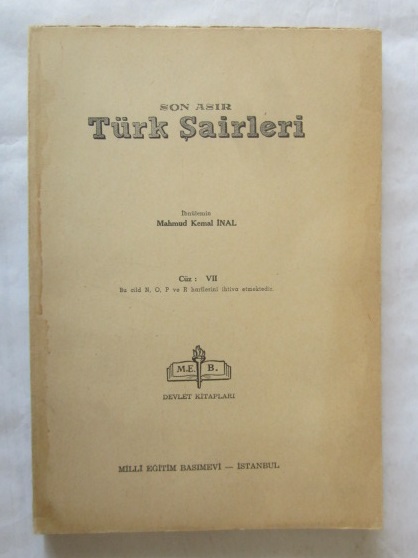 SON ASIR
Türk Şairleri
İbnülemin
Mahmud Kemal İNAL
Cüz : VII
Bu cild N, O, P ve R harflerini ihtiva etmektedir.
M.E. B.
DEVLET KİTAPLARI
MİLLÎ EĞİTİM BASIMEVİ — İSTANBUL